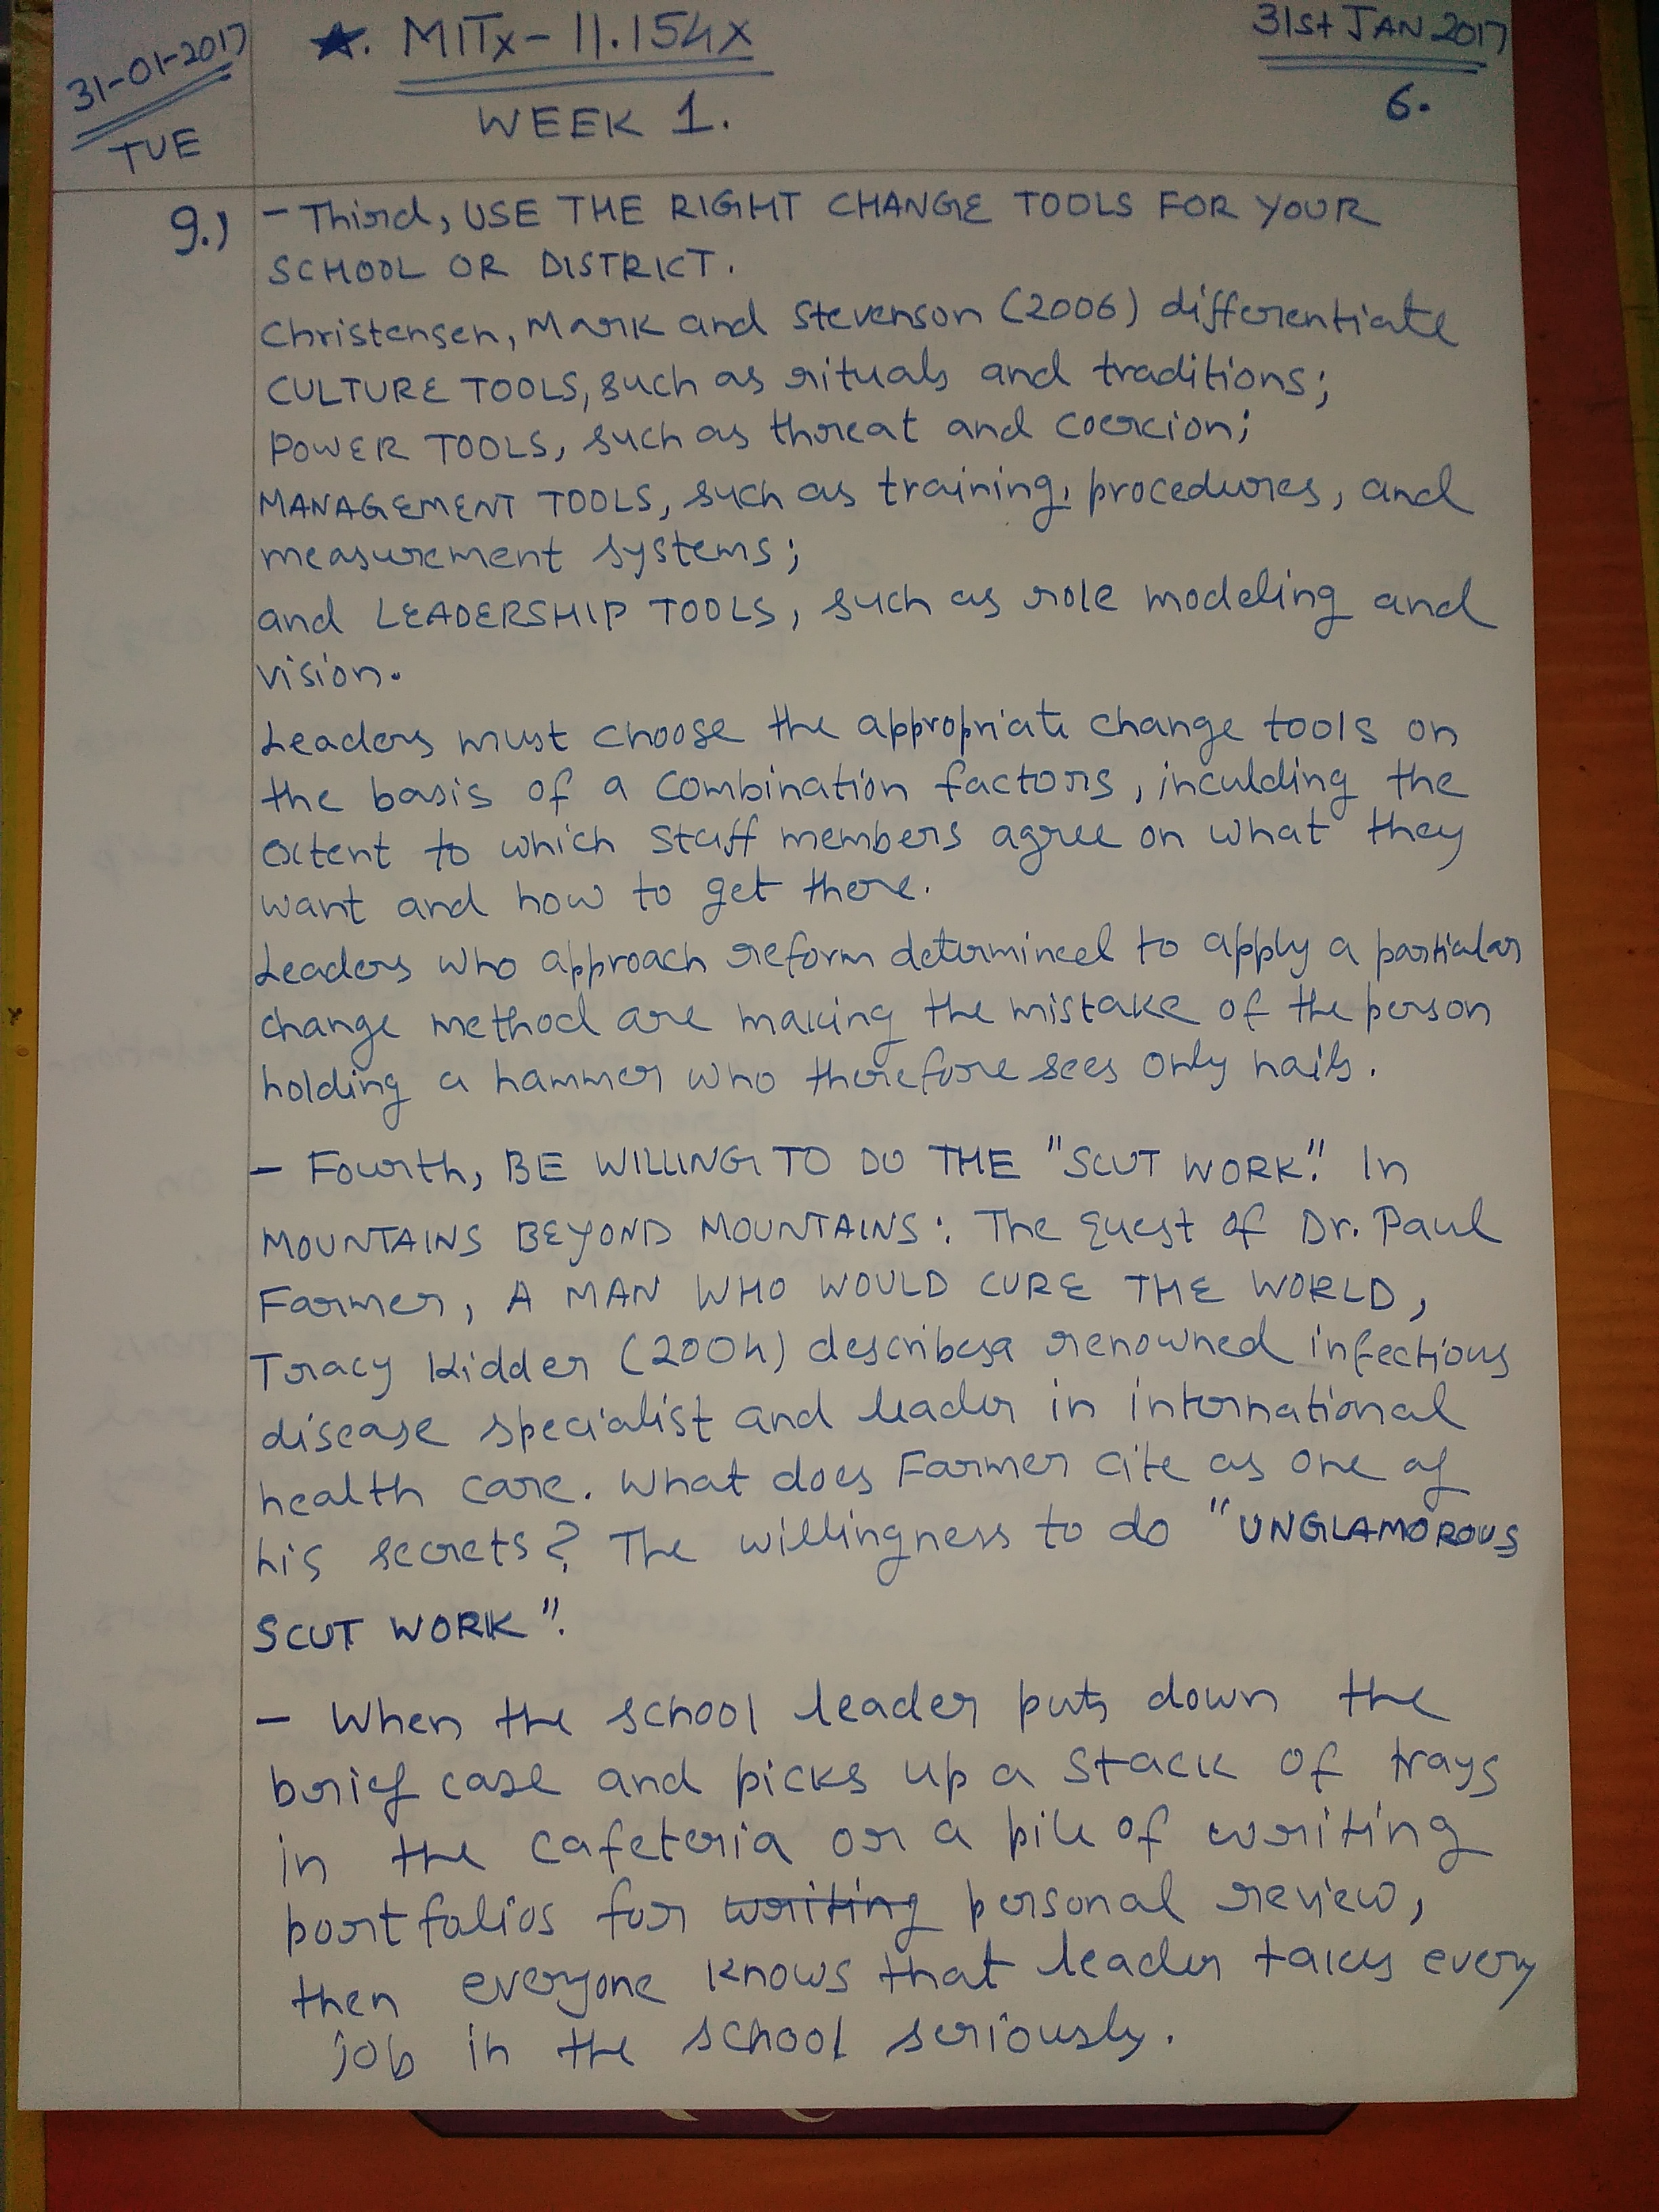 31-01-2017
TUE
★. MITx - 11.154x
WEEK 1.
31st JAN 2017
6.
9.) - Third, USE THE RIGHT CHANGE TOOLS FOR YOUR
SCHOOL OR DISTRICT.
Christensen, Mark and Stevenson (2006) differentiate
CULTURE TOOLS, such as rituals and traditions;
POWER TOOLS, such as threat and coercion;
MANAGEMENT TOOLS, such as training, procedures, and
measurement systems;
and LEADERSHIP TOOLS, such as role modeling and
vision.
Leaders must choose the appropriate change tools on
the basis of a combination factors, inculding the
extent to which staff members agree on what they
want and how to get there.
Leaders who approach reform determined to apply a particular
change method are making the mistake of the person
holding a hammer who therefore sees only nails.
- Fourth, BE WILLING TO DO THE "SCUT WORK". In
MOUNTAINS BEYOND MOUNTAINS: The Quest of Dr. Paul
Farmer, A MAN WHO WOULD CURE THE WORLD,
Tracy Kidder (2004) describes a renowned infectious
disease specialist and leader in international
health care. What does Farmer cite as one of
his secrets? The willingness to do "UNGLAMOROUS
SCUT WORK".
- When the school leader puts down the
brief case and picks up a stack of trays
in the cafeteria or a pile of writing
portfolios for writing personal review,
then everyone knows that leader takes every
job in the school seriously.